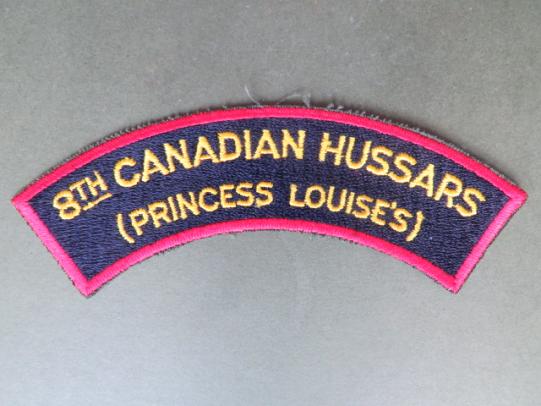 8TH CANADIAN HUSSARS
(PRINCESS LOUISE'S)